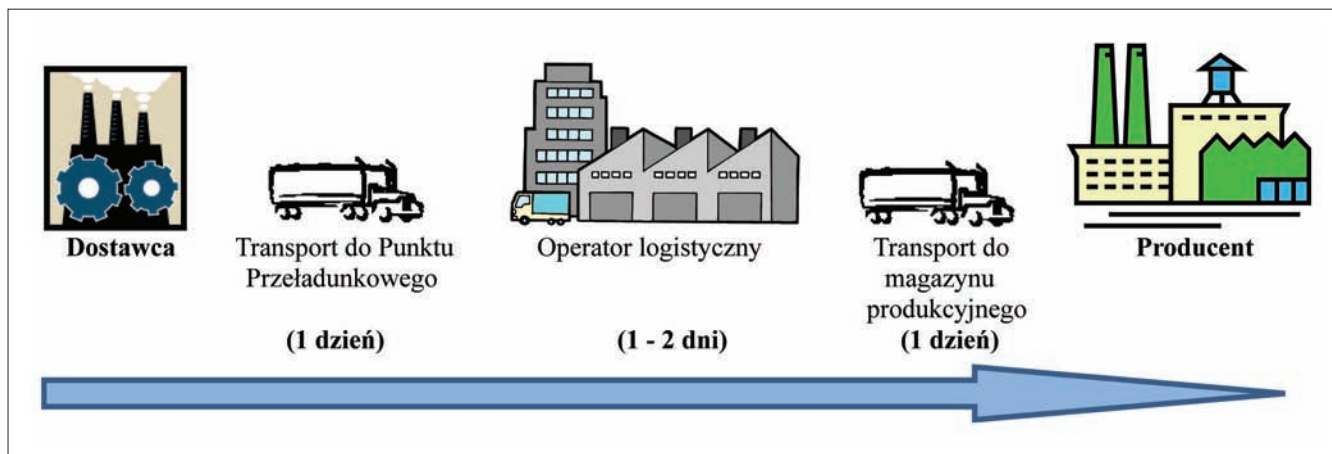 Dostawca
Transport do Punktu
Przeładunkowego
(1 dzień)
Operator logistyczny
(1 - 2 dni)
Transport do
magazynu
produkcyjnego
(1 dzień)
Producent